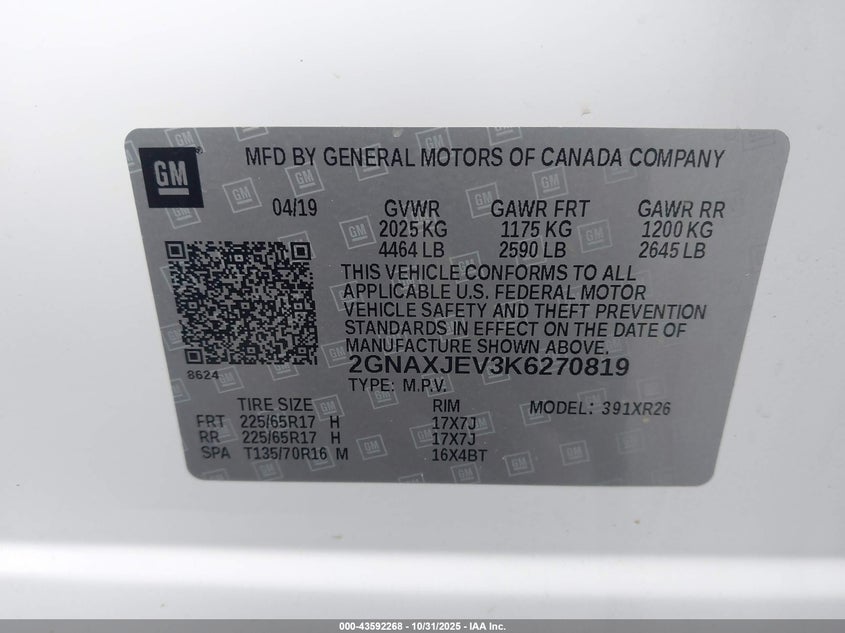 GM
MFD BY GENERAL MOTORS OF CANADA COMPANY
04/19 GVWR GAWR FRT GAWR RR
2025 KG 1175 KG 1200 KG
4464 LB 2590 LB 2645 LB
THIS VEHICLE CONFORMS TO ALL
APPLICABLE U.S. FEDERAL MOTOR
VEHICLE SAFETY AND THEFT PREVENTION
STANDARDS IN EFFECT ON THE DATE OF
MANUFACTURE SHOWN ABOVE.
8624
2GNAXJEV3K6270819
TYPE: M.P.V.
TIRE SIZE RIM MODEL: 391XR26
FRT 225/65R17 H 17X7J
RR 225/65R17 H 17X7J
SPA T135/70R16 M 16X4BT
000-43592268 - 10/31/2025 - IAA Inc.